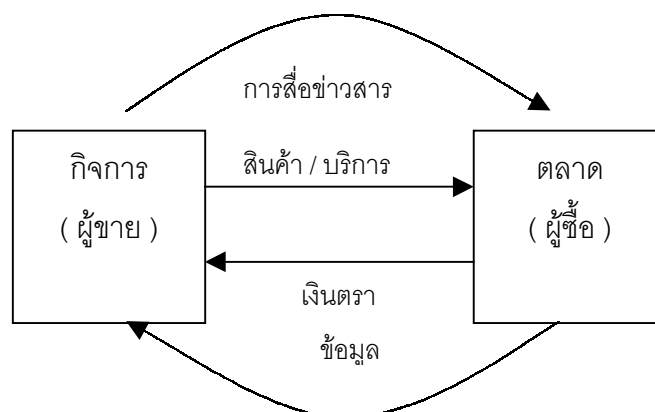 การสื่อข่าวสาร
กิจการ
( ผู้ขาย )
สินค้า / บริการ
ตลาด
( ผู้ซื้อ )
เงินตรา
ข้อมูล